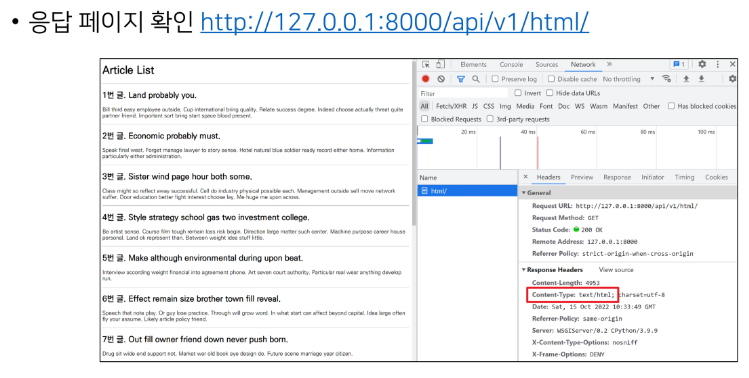 • 응답 페이지 확인 http://127.0.0.1:8000/api/v1/html/
Article List
1번 글. Land probably you.
Bill third easy employee outside. Cup international bring quality. Relate success degree. Indeed choose actually threat quite
partner friend. Important sort bring start space blood present.
2번 글. Economic probably must.
Speak final west. Forget manage lawyer to story sense. Hotel natural blue soldier ready record either home. Information
particularly either administration.
3번 글. Sister wind page hour both some.
Class might so reflect away successful. Cell do industry physical possible each. Management outside will move network
suffer. Door education better fight interest choose lay. Me huge me upon across.
4번 글. Style strategy school gas two investment college.
Be artist sense. Course film tough remain loss risk begin. Direction large matter such center. Machine purpose career house
personal. Land ok represent than. Between weight idea stuff little.
5번 글. Make although environmental during upon beat.
Interview according weight financial into agreement phone. Art seven court authority. Particular real wear anything develop
run.
6번 글. Effect remain size brother town fill reveal.
Speech that note play. Or guy lose practice. Through will grow word. In what start can affect beyond capital. Idea large often
fly your assume. Likely article policy friend.
7번 글. Out fill owner friend down never push born.
Drug sit wide end support not. Market war old book eye design do. Future scene marriage year citizen.
Elements Console Sources Network » 1
Preserve log Disable cache No throttling
Filter Invert Hide data URLs
All Fetch/XHR JS CSS Img Media Font Doc WS Wasm Manifest Other Has blocked cookies
Blocked Requests 3rd-party requests
20 ms 40 ms 60 ms 80 ms 100 ms
Name × Headers Preview Response Initiator Timing Cookies
html/
▼ General
Request URL: http://127.0.0.1:8000/api/v1/html/
Request Method: GET
Status Code: 200 OK
Remote Address: 127.0.0.1:8000
Referrer Policy: strict-origin-when-cross-origin
▼ Response Headers View source
Content-Length: 4953
Content-Type: text/html; charset=utf-8
Date: Sat, 15 Oct 2022 10:33:49 GMT
Referrer-Policy: same-origin
Server: WSGIServer/0.2 CPython/3.9.9
X-Content-Type-Options: nosniff
X-Frame-Options: DENY